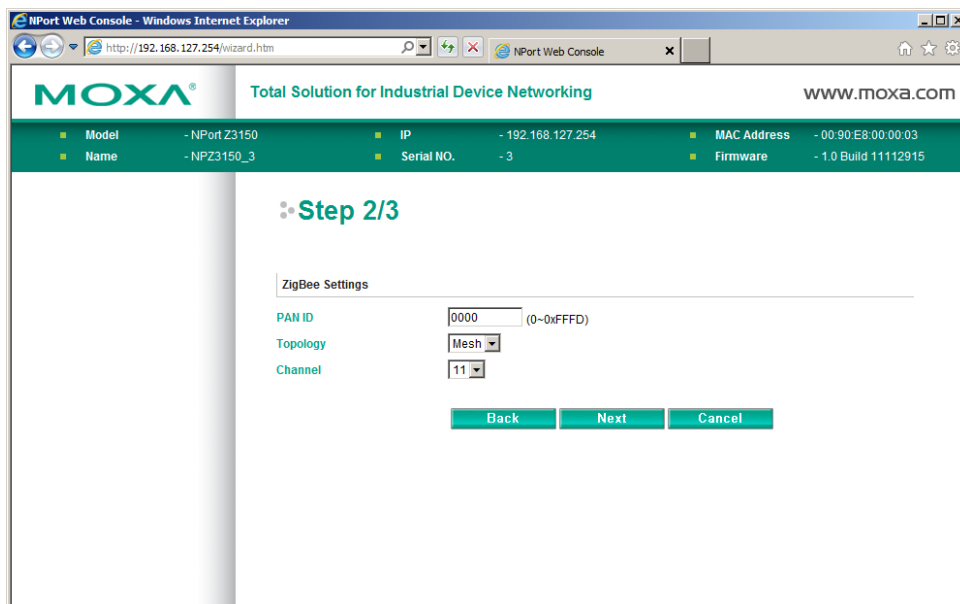 NPort Web Console - Windows Internet Explorer
http://192.168.127.254/wizard.htm
NPort Web Console
MOXA®
Total Solution for Industrial Device Networking
www.moxa.com
Model - NPort Z3150 IP - 192.168.127.254 MAC Address - 00:90:E8:00:00:03
Name - NPZ3150_3 Serial NO. - 3 Firmware - 1.0 Build 11112915
Step 2/3
ZigBee Settings
PAN ID 0000 (0~0xFFFD)
Topology Mesh
Channel 11
Back Next Cancel